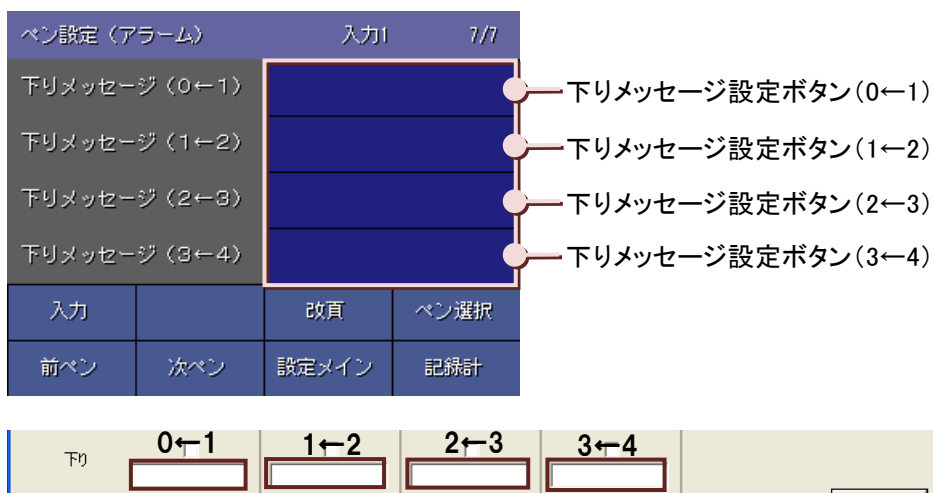 ペン設定（アラーム） 入力1 7/7
下りメッセージ（0←1） 下りメッセージ設定ボタン（0←1）
下りメッセージ（1←2） 下りメッセージ設定ボタン（1←2）
下りメッセージ（2←3） 下りメッセージ設定ボタン（2←3）
下りメッセージ（3←4） 下りメッセージ設定ボタン（3←4）
入力 改頁 ペン選択
前ペン 次ペン 設定メイン 記録計
下り 0←1 1←2 2←3 3←4